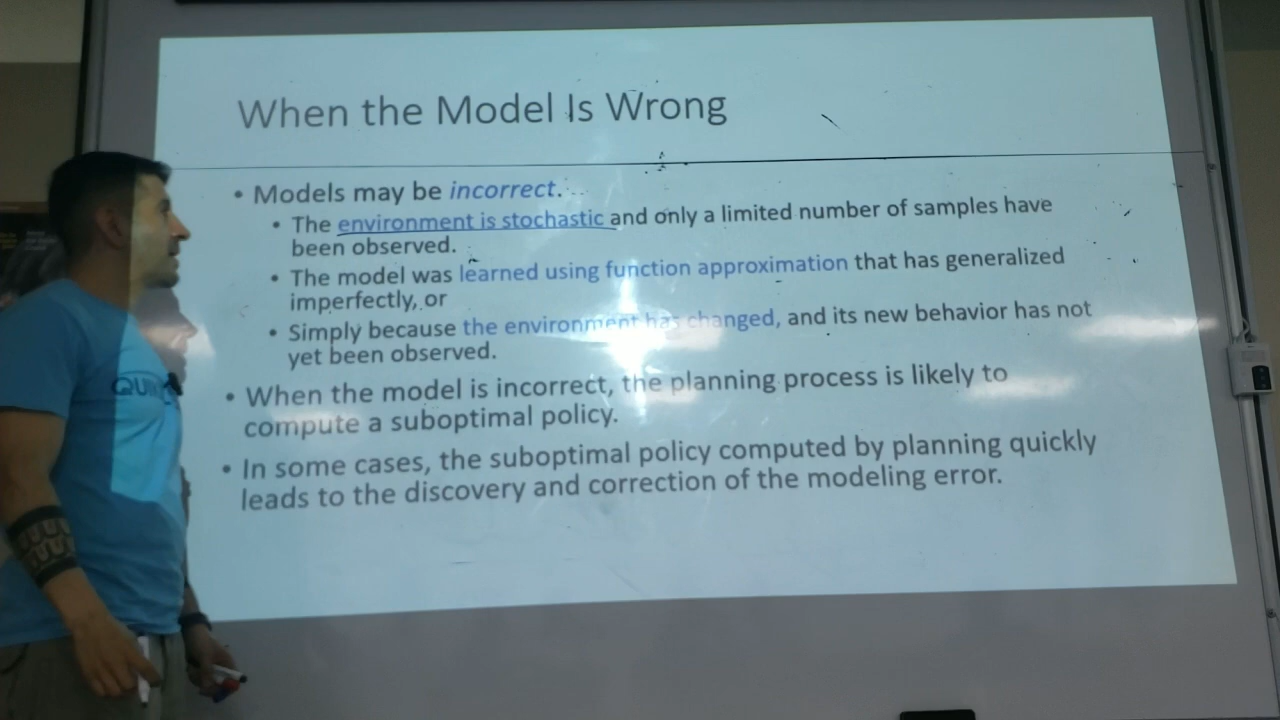 When the Model Is Wrong
• Models may be incorrect.
• The environment is stochastic and only a limited number of samples have
been observed.
• The model was learned using function approximation that has generalized
imperfectly, or
• Simply because the environment has changed, and its new behavior has not
yet been observed.
• When the model is incorrect, the planning process is likely to
compute a suboptimal policy.
• In some cases, the suboptimal policy computed by planning quickly
leads to the discovery and correction of the modeling error.